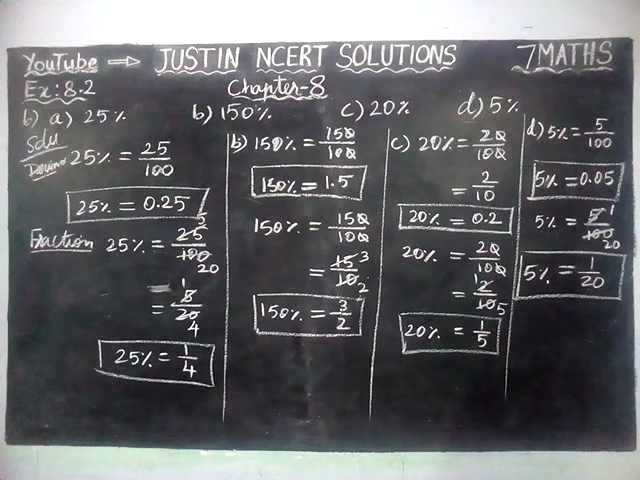 YouTube ⇒ JUSTIN NCERT SOLUTIONS 7MATHS
Ex: 8.2 Chapter-8
6) a) 25% b) 150% c) 20% d) 5%
Solu
Decimal 25% = 25/100
25% = 0.25
Fraction 25% = 25/100 5 20
= 5/20 1 4
25% = 1/4
b) 150% = 150/100
150% = 1.5
150% = 150/100
= 15/10 3 2
150% = 3/2
c) 20% = 20/100
= 2/10
20% = 0.2
20% = 20/100
= 2/10 1 5
20% = 1/5
d) 5% = 5/100
5% = 0.05
5% = 5/100 1 20
5% = 1/20